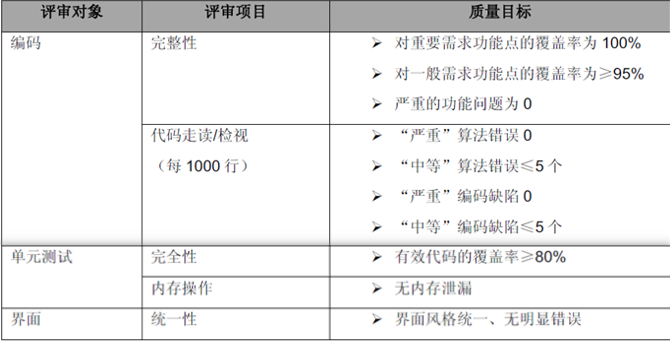 评审对象 评审项目 质量目标
编码 完整性 ➢ 对重要需求功能点的覆盖率为 100%
➢ 对一般需求功能点的覆盖率为≥95%
➢ 严重的功能问题为 0
代码走读/检视 ➢ “严重”算法错误 0
（每 1000 行） ➢ “中等”算法错误≤5 个
➢ “严重”编码缺陷 0
➢ “中等”编码缺陷≤5 个
单元测试 完全性 ➢ 有效代码的覆盖率≥80%
内存操作 ➢ 无内存泄漏
界面 统一性 ➢ 界面风格统一、无明显错误